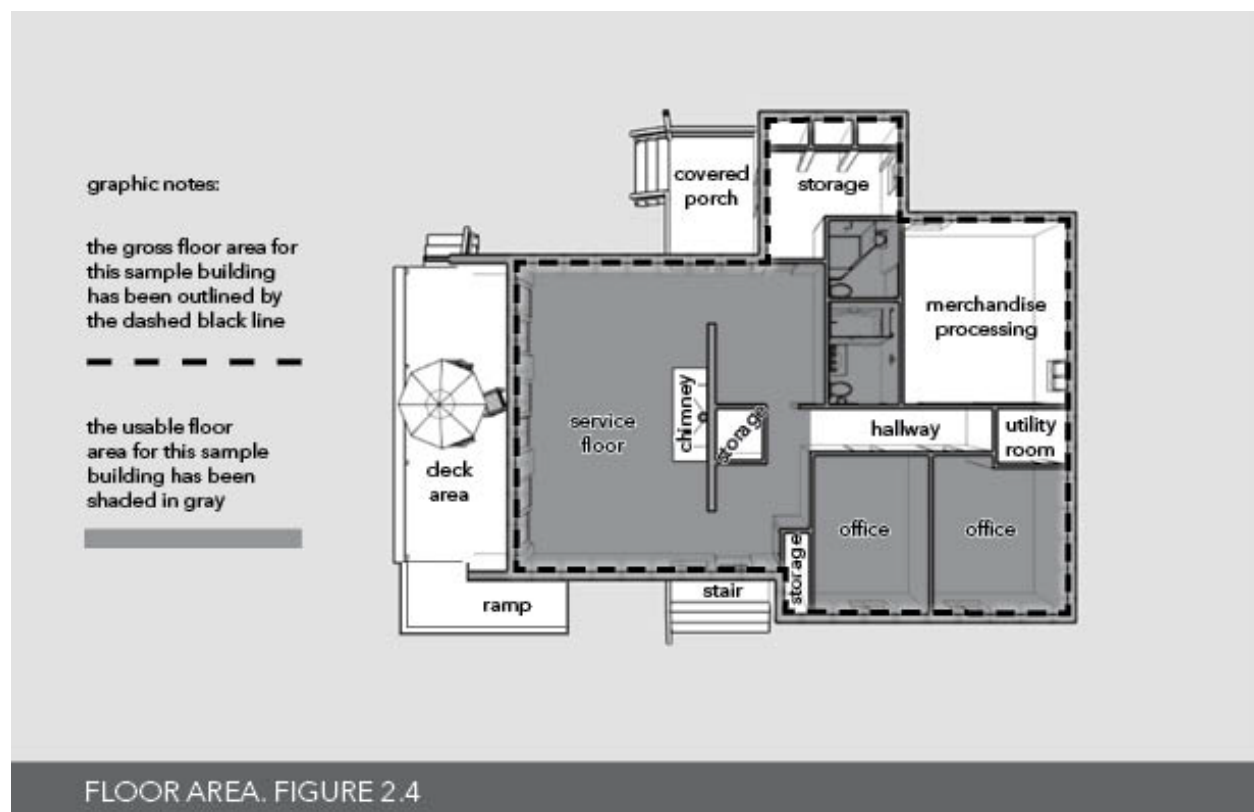 graphic notes:
the gross floor area for
this sample building
has been outlined by
the dashed black line
the usable floor
area for this sample
building has been
shaded in gray
covered
porch
storage
merchandise
processing
service
floor
chimney
storage
hallway
utility
room
deck
area
office
office
storage
stair
ramp
FLOOR AREA. FIGURE 2.4